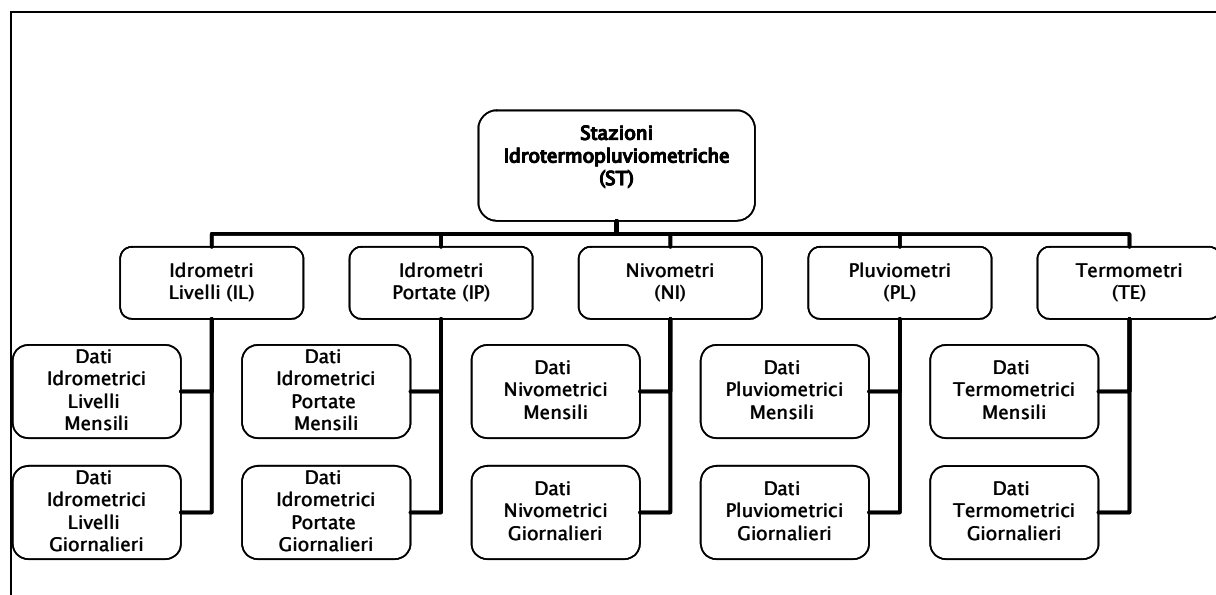 Stazioni
Idrotermopluviometriche
(ST)
Idrometri
Livelli (IL)
Idrometri
Portate (IP)
Nivometri
(NI)
Pluviometri
(PL)
Termometri
(TE)
Dati
Idrometrici
Livelli
Mensili
Dati
Idrometrici
Portate
Mensili
Dati
Nivometrici
Mensili
Dati
Pluviometrici
Mensili
Dati
Termometrici
Mensili
Dati
Idrometrici
Livelli
Giornalieri
Dati
Idrometrici
Portate
Giornalieri
Dati
Nivometrici
Giornalieri
Dati
Pluviometrici
Giornalieri
Dati
Termometrici
Giornalieri